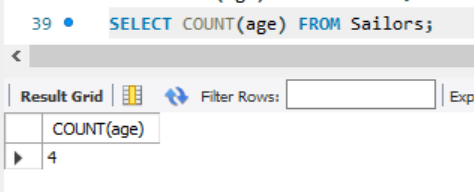 39 SELECT COUNT(age) FROM Sailors;
Result Grid Filter Rows: Exp
COUNT(age)
4